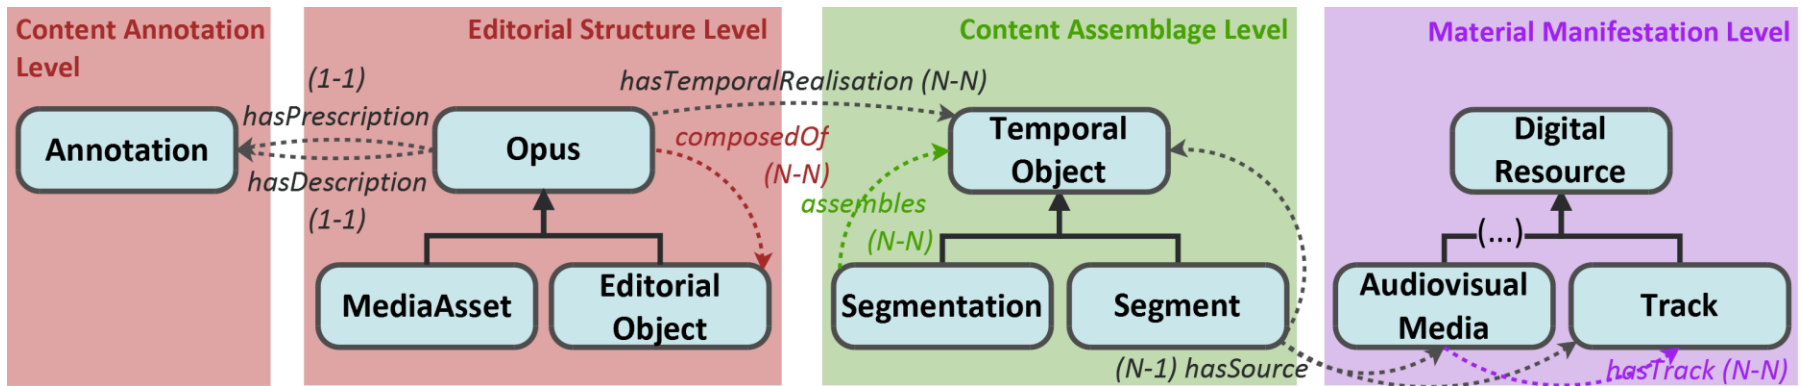 Content Annotation
Level
Editorial Structure Level
Content Assemblage Level
Material Manifestation Level
(1-1)
hasPrescription
hasDescription
(1-1)
hasTemporalRealisation (N-N)
composedOf
(N-N)
assembles
(N-N)
Annotation
Opus
Temporal
Object
Digital
Resource
(...)
MediaAsset
Editorial
Object
Segmentation
Segment
Audiovisual
Media
Track
(N-1) hasSource
hasTrack (N-N)